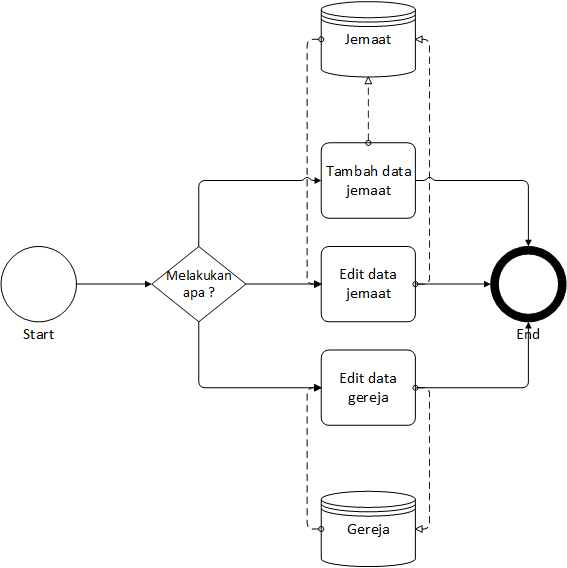 Jemaat
Tambah data
jemaat
Melakukan
apa ?
Edit data
jemaat
Start
End
Edit data
gereja
Gereja